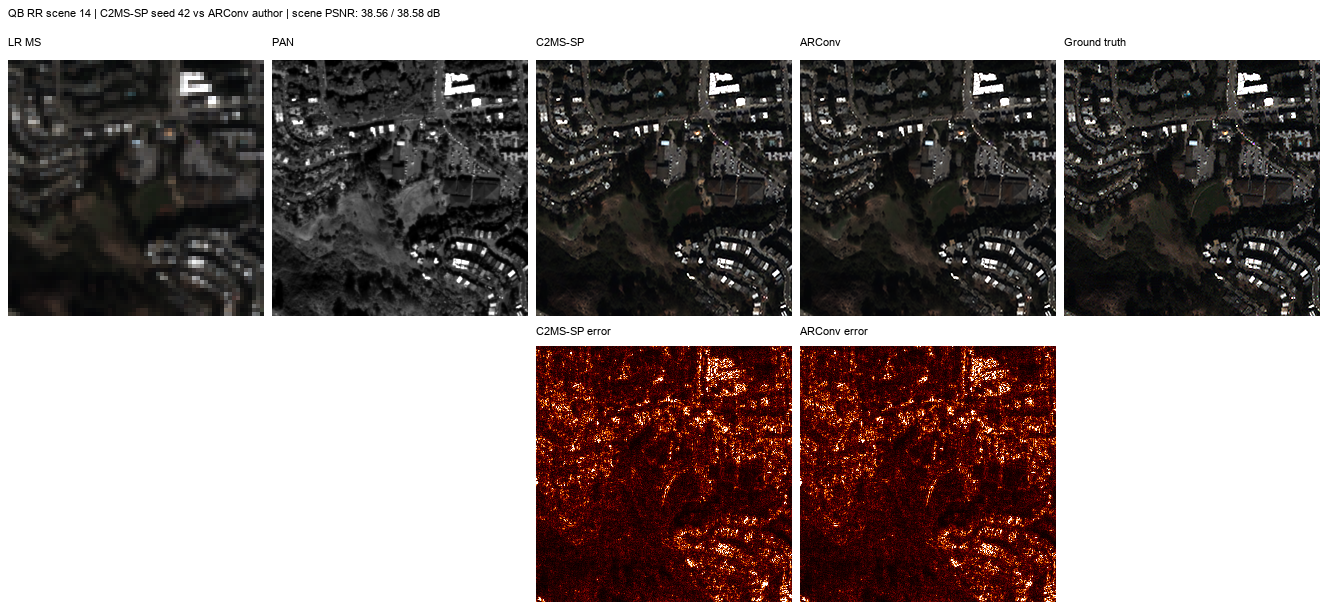 QB RR scene 14 | C2MS-SP seed 42 vs ARConv author | scene PSNR: 38.56 / 38.58 dB
LR MS
PAN
C2MS-SP
ARConv
Ground truth
C2MS-SP error
ARConv error